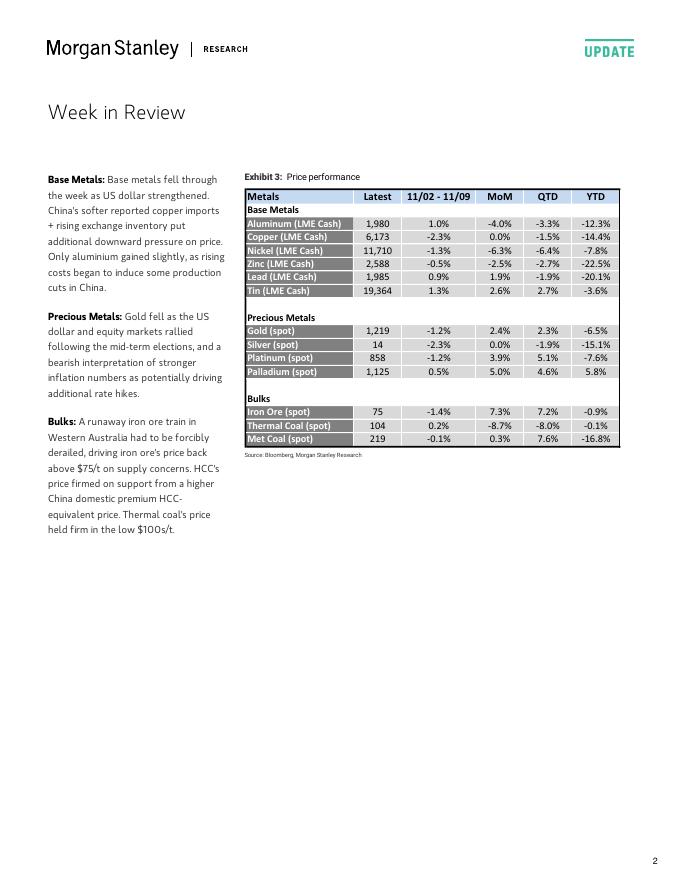 Morgan Stanley | RESEARCH
UPDATE
Week in Review
Base Metals: Base metals fell through
the week as US dollar strengthened.
China's softer reported copper imports
+ rising exchange inventory put
additional downward pressure on price.
Only aluminium gained slightly, as rising
costs began to induce some production
cuts in China.
Precious Metals: Gold fell as the US
dollar and equity markets rallied
following the mid-term elections, and a
bearish interpretation of stronger
inflation numbers as potentially driving
additional rate hikes.
Bulks: A runaway iron ore train in
Western Australia had to be forcibly
derailed, driving iron ore's price back
above $75/t on supply concerns. HCC's
price firmed on support from a higher
China domestic premium HCC-
equivalent price. Thermal coal's price
held firm in the low $100s/t.
Exhibit 3: Price performance
Metals Latest 11/02 - 11/09 MoM QTD YTD
Base Metals
Aluminum (LME Cash) 1,980 1.0% -4.0% -3.3% -12.3%
Copper (LME Cash) 6,173 -2.3% 0.0% -1.5% -14.4%
Nickel (LME Cash) 11,710 -1.3% -6.3% -6.4% -7.8%
Zinc (LME Cash) 2,588 -0.5% -2.5% -2.7% -22.5%
Lead (LME Cash) 1,985 0.9% 1.9% -1.9% -20.1%
Tin (LME Cash) 19,364 1.3% 2.6% 2.7% -3.6%
Precious Metals
Gold (spot) 1,219 -1.2% 2.4% 2.3% -6.5%
Silver (spot) 14 -2.3% 0.0% -1.9% -15.1%
Platinum (spot) 858 -1.2% 3.9% 5.1% -7.6%
Palladium (spot) 1,125 0.5% 5.0% 4.6% 5.8%
Bulks
Iron Ore (spot) 75 -1.4% 7.3% 7.2% -0.9%
Thermal Coal (spot) 104 0.2% -8.7% -8.0% -0.1%
Met Coal (spot) 219 -0.1% 0.3% 7.6% -16.8%
Source: Bloomberg, Morgan Stanley Research
2